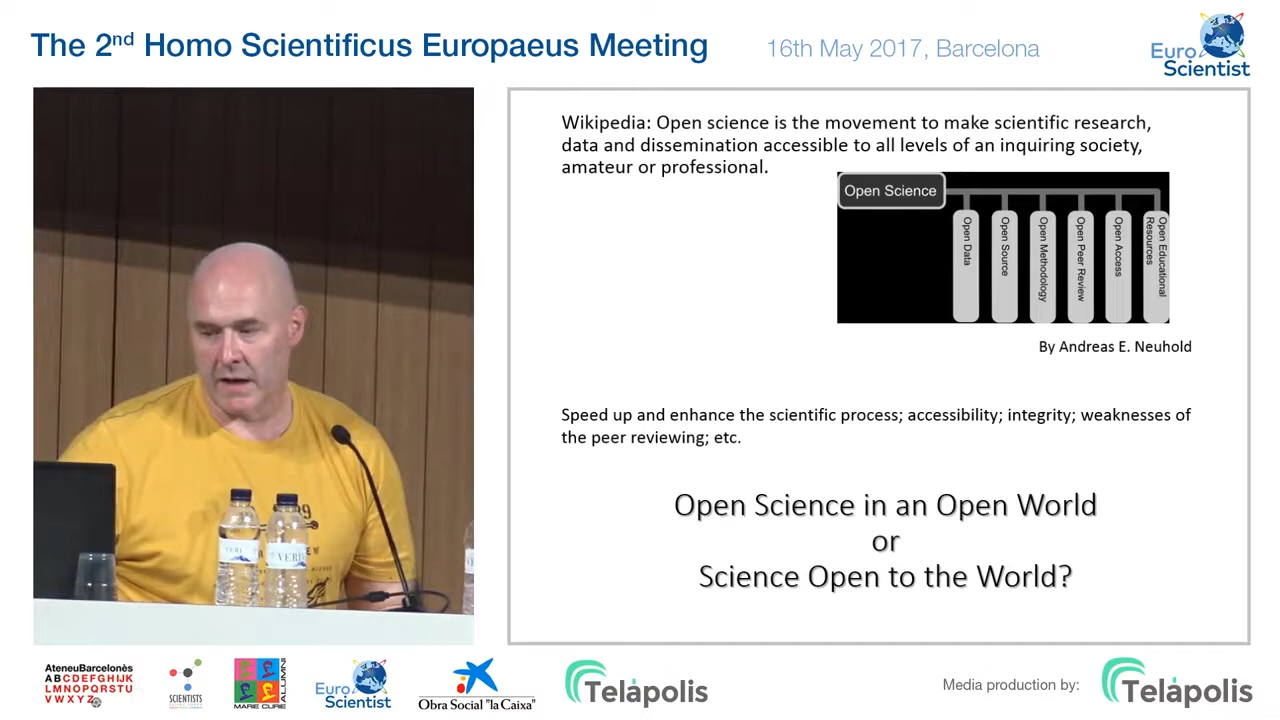 The 2nd Homo Scientificus Europaeus Meeting
16th May 2017, Barcelona
Euro
Scientist
Wikipedia: Open science is the movement to make scientific research,
data and dissemination accessible to all levels of an inquiring society,
amateur or professional.
Open Science
Open Data
Open Source
Open Methodology
Open Peer Review
Open Access
Open Educational
Resources
By Andreas E. Neuhold
Speed up and enhance the scientific process; accessibility; integrity; weaknesses of
the peer reviewing; etc.
Open Science in an Open World
or
Science Open to the World?
VERI
AteneuBarcelonès
ABCDEFGHIJK
LMNOPQRSTU
VWXYZ
SCIENTISTS
MARIE CURIE ALUMNI
Euro
Scientist
Obra Social "la Caixa"
Telàpolis
Media production by:
Telàpolis